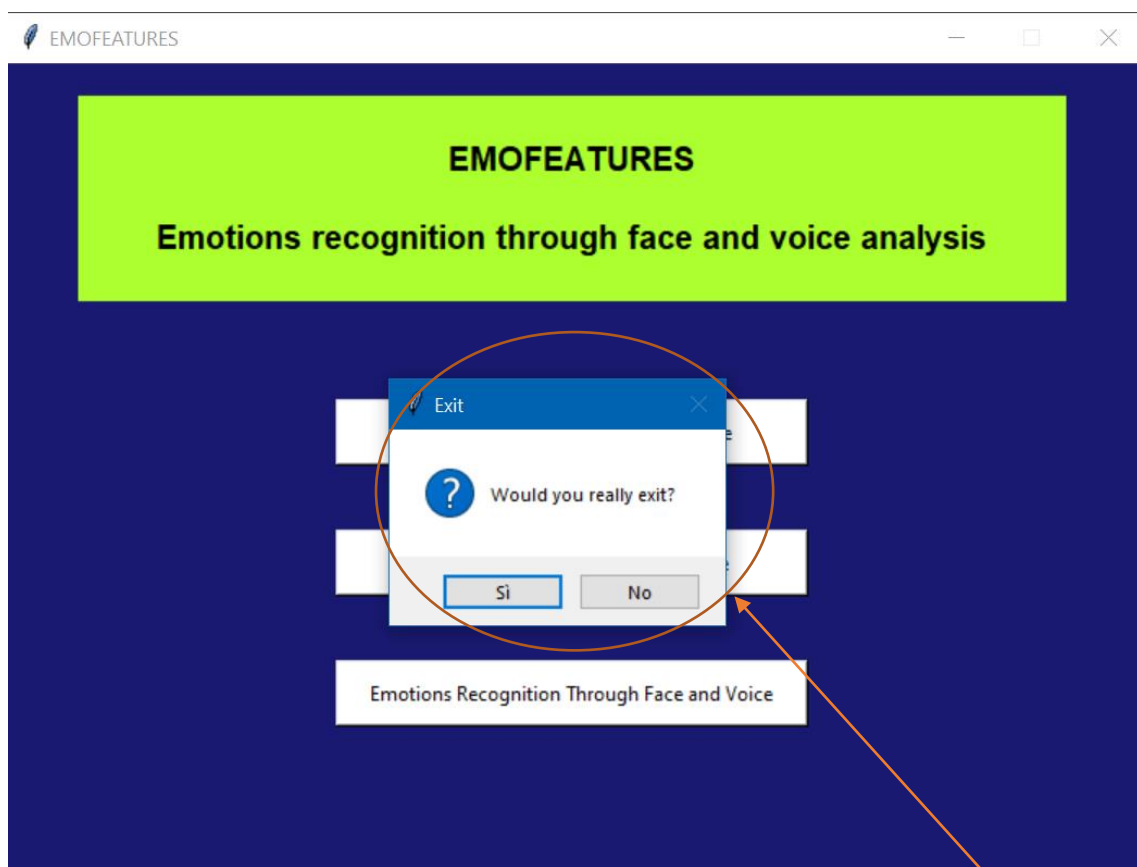 EMOFEATURES
EMOFEATURES
Emotions recognition through face and voice analysis
Exit
Would you really exit?
Sì
No
Emotions Recognition Through Face and Voice